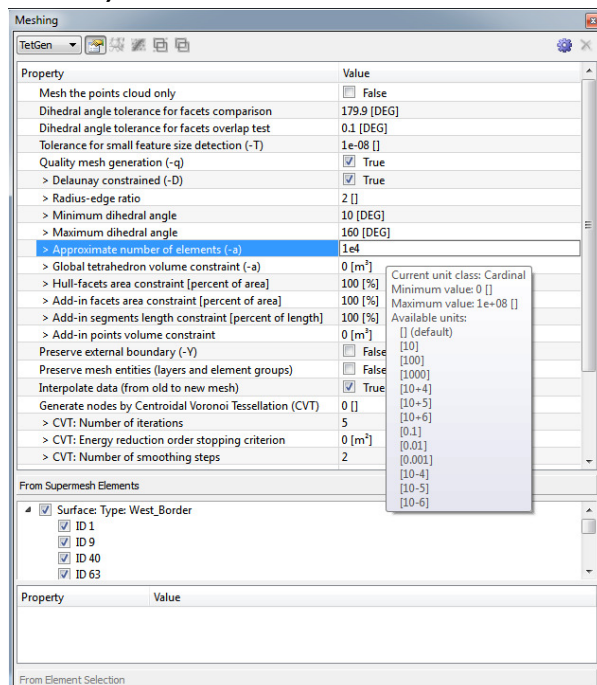 Meshing
TetGen
Property Value
Mesh the points cloud only False
Dihedral angle tolerance for facets comparison 179.9 [DEG]
Dihedral angle tolerance for facets overlap test 0.1 [DEG]
Tolerance for small feature size detection (-T) 1e-08 []
Quality mesh generation (-q) True
> Delaunay constrained (-D) True
> Radius-edge ratio 2 []
> Minimum dihedral angle 10 [DEG]
> Maximum dihedral angle 160 [DEG]
> Approximate number of elements (-a) 1e4
> Global tetrahedron volume constraint (-a) 0 [m³]
> Hull-facets area constraint [percent of area] 100 [%]
> Add-in facets area constraint [percent of area] 100 [%]
> Add-in segments length constraint [percent of length] 100 [%]
> Add-in points volume constraint 0 [m³]
Preserve external boundary (-Y) False
Preserve mesh entities (layers and element groups) False
Interpolate data (from old to new mesh) True
Generate nodes by Centroidal Voronoi Tessellation (CVT) 0 []
> CVT: Number of iterations 5
> CVT: Energy reduction order stopping criterion 0 [m²]
> CVT: Number of smoothing steps 2
Current unit class: Cardinal
Minimum value: 0 []
Maximum value: 1e+08 []
Available units:
[] (default)
[10]
[100]
[1000]
[10+4]
[10+5]
[10+6]
[0.1]
[0.01]
[0.001]
[10-4]
[10-5]
[10-6]
From Supermesh Elements
Surface: Type: West_Border
ID 1
ID 9
ID 40
ID 63
Property Value
From Element Selection